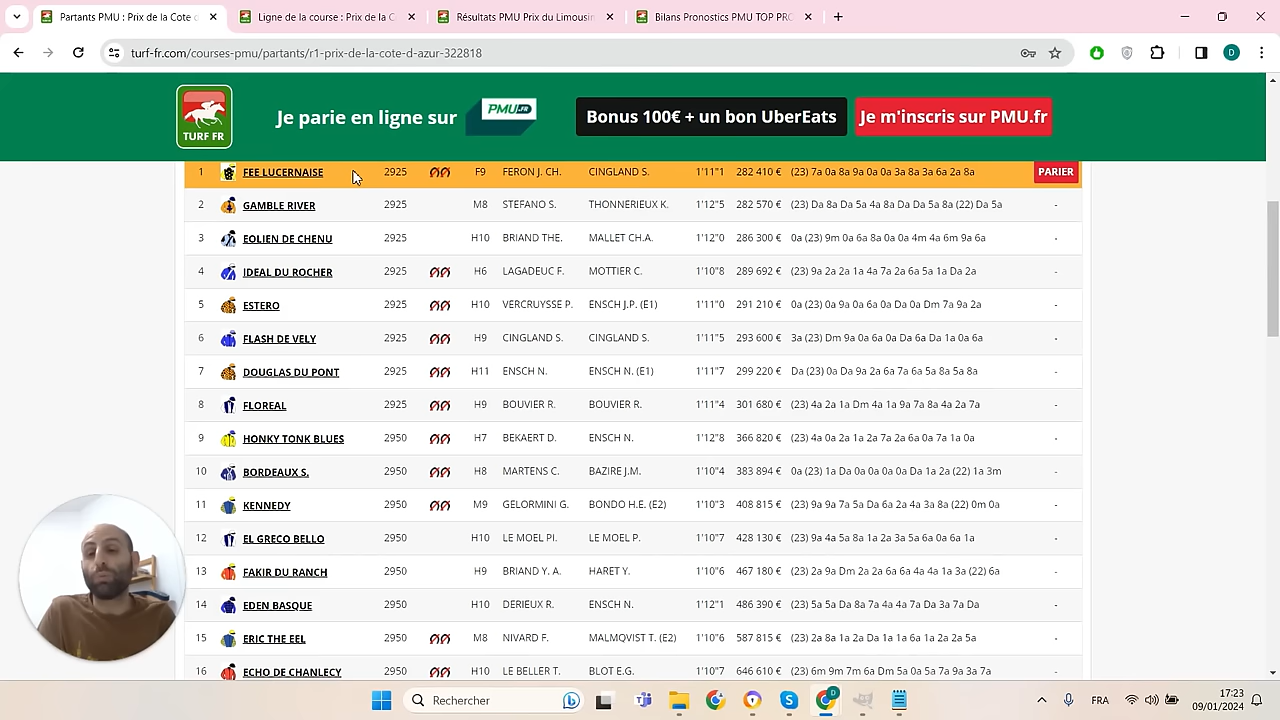 Partants PMU : Prix de la Cote d
Ligne de la course : Prix de la C
Résultats PMU Prix du Limousin
Bilans Pronostics PMU TOP PRO
turf-fr.com/courses-pmu/partants/r1-prix-de-la-cote-d-azur-322818
D
TURF FR
Je parie en ligne sur
PMU.FR
Bonus 100€ + un bon UberEats
Je m'inscris sur PMU.fr
1 FEE LUCERNAISE 2925 F9 FERON J. CH. CINGLAND S. 1'11"1 282 410 € (23) 7a 0a 8a 9a 0a 0a 3a 8a 3a 6a 2a 8a PARIER
2 GAMBLE RIVER 2925 M8 STEFANO S. THONNERIEUX K. 1'12"5 282 570 € (23) Da 8a Da 5a 4a 8a Da Da 5a 8a (22) Da 5a -
3 EOLIEN DE CHENU 2925 H10 BRIAND THE. MALLET CH.A. 1'12"0 286 300 € 0a (23) 9m 0a 6a 8a 0a 0a 4m 4a 6m 9a 6a -
4 IDEAL DU ROCHER 2925 H6 LAGADEUC F. MOTTIER C. 1'10"8 289 692 € (23) 9a 2a 2a 1a 4a 7a 2a 6a 5a 1a Da 2a -
5 ESTERO 2925 H10 VERCRUYSSE P. ENSCH J.P. (E1) 1'11"0 291 210 € 0a (23) 0a 9a 0a 6a 0a Da 0a Dm 7a 9a 2a -
6 FLASH DE VELY 2925 H9 CINGLAND S. CINGLAND S. 1'11"5 293 600 € 3a (23) Dm 9a 0a 6a 0a Da 6a Da 1a 0a 6a -
7 DOUGLAS DU PONT 2925 H11 ENSCH N. ENSCH N. (E1) 1'11"7 299 220 € Da (23) 0a Da 9a 2a 6a 7a 6a 5a 8a 5a 8a -
8 FLOREAL 2925 H9 BOUVIER R. BOUVIER R. 1'11"4 301 680 € (23) 4a 2a 1a Dm 4a 1a 9a 7a 8a 4a 2a 7a -
9 HONKY TONK BLUES 2950 H7 BEKAERT D. ENSCH N. 1'12"8 366 820 € (23) 4a 0a 2a 1a 2a 7a 2a 6a 0a 7a 1a 0a -
10 BORDEAUX S. 2950 H8 MARTENS C. BAZIRE J.M. 1'10"4 383 894 € 0a (23) 1a Da 0a 0a 0a 0a Da 1a 2a (22) 1a 3m -
11 KENNEDY 2950 M9 GELORMINI G. BONDO H.E. (E2) 1'10"3 408 815 € (23) 9a 9a 7a 5a Da 6a 2a 4a 3a 8a (22) 0m 0a -
12 EL GRECO BELLO 2950 H10 LE MOEL PI. LE MOEL P. 1'10"7 428 130 € (23) 9a 4a 5a 8a 1a 2a 3a 5a 6a 0a 6a 1a -
13 FAKIR DU RANCH 2950 H9 BRIAND Y. A. HARET Y. 1'10"6 467 180 € (23) 2a 9a Dm 2a 2a 6a 6a 4a 4a 1a 3a (22) 6a -
14 EDEN BASQUE 2950 H10 DERIEUX R. ENSCH N. 1'12"1 486 390 € (23) 5a 5a Da 8a 7a 4a 4a 7a Da 3a 7a Da -
15 ERIC THE EEL 2950 M8 NIVARD F. MALMQVIST T. (E2) 1'10"6 587 815 € (23) 2a 8a 1a 2a Da 1a 1a 6a 1a 2a 2a 5a -
16 ECHO DE CHANLECY 2950 H10 LE BELLER T. BLOT E.G. 1'10"7 646 610 € (23) 6m 9m 7m 6a Dm 5a 0a 3a 7a 9a 3a 7a -
Rechercher
FRA
17:23
09/01/2024